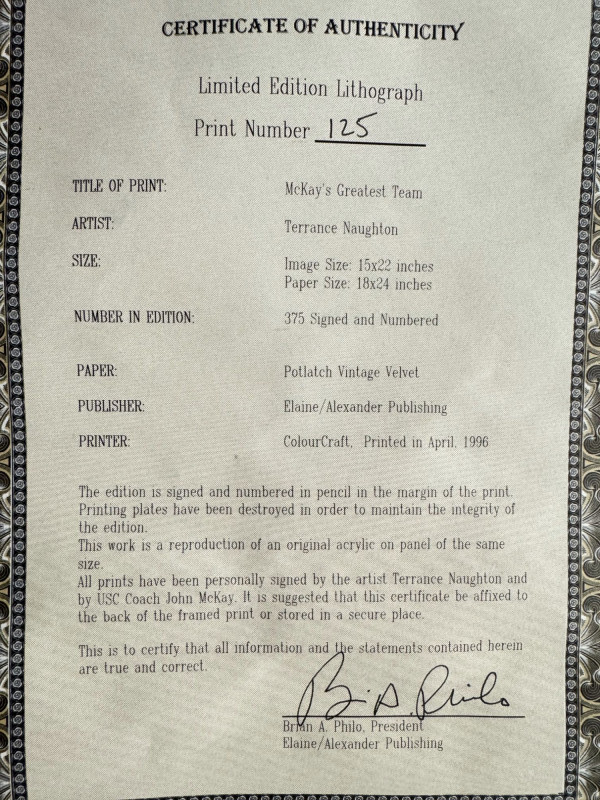 CERTIFICATE OF AUTHENTICITY
Limited Edition Lithograph
Print Number 125
TITLE OF PRINT: McKay's Greatest Team
ARTIST: Terrance Naughton
SIZE: Image Size: 15x22 inches
Paper Size: 18x24 inches
NUMBER IN EDITION: 375 Signed and Numbered
PAPER: Potlatch Vintage Velvet
PUBLISHER: Elaine/Alexander Publishing
PRINTER: ColourCraft, Printed in April, 1996
The edition is signed and numbered in pencil in the margin of the print.
Printing plates have been destroyed in order to maintain the integrity of
the edition.
This work is a reproduction of an original acrylic on panel of the same
size.
All prints have been personally signed by the artist Terrance Naughton and
by USC Coach John McKay. It is suggested that this certificate be affixed to
the back of the framed print or stored in a secure place.
This is to certify that all information and the statements contained herein
are true and correct.
Bri A. Philo
Brian A. Philo, President
Elaine/Alexander Publishing